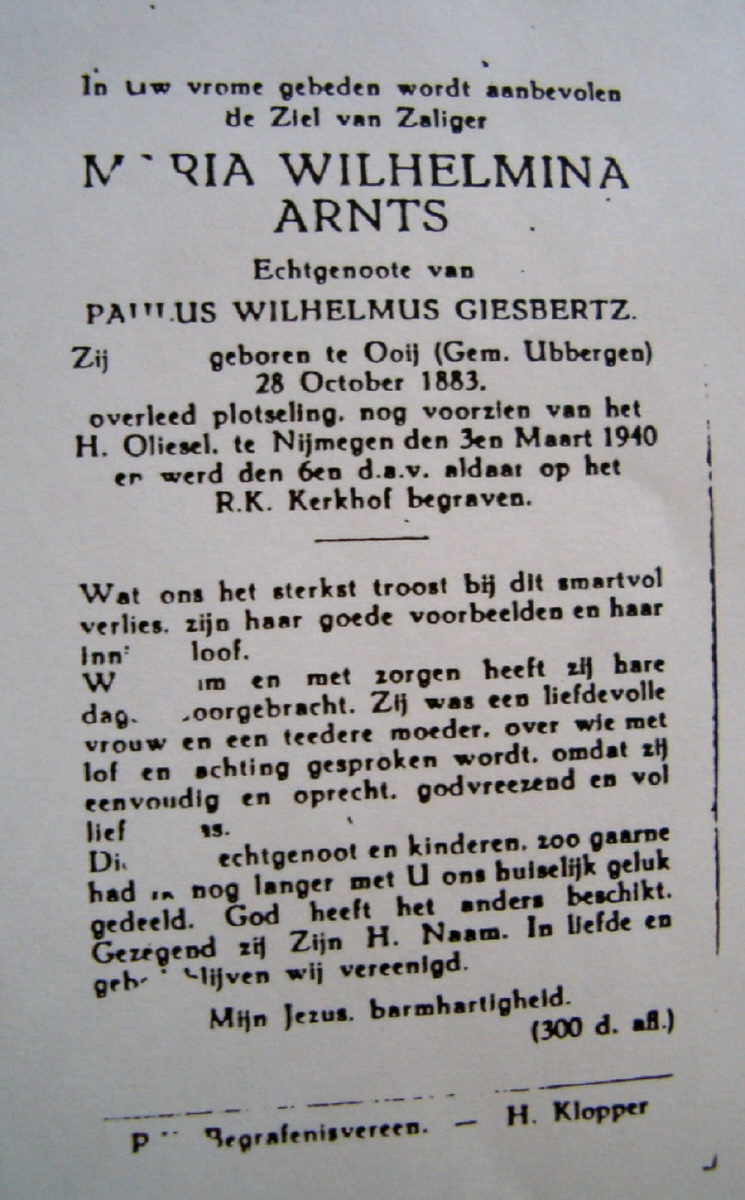 In Uw vrome gebeden wordt aanbevolen
de Ziel van Zaliger
MARIA WILHELMINA
ARNTS
Echtgenoote van
PAULUS WILHELMUS GIESBERTZ.
Zij geboren te Ooij (Gem. Ubbergen)
28 October 1883.
overleed plotseling. nog voorzien van het
H. Oliesel. te Nijmegen den 3en Maart 1940
en werd den 6en d.a.v. aldaar op het
R.K. Kerkhof begraven.
Wat ons het sterkst troost bij dit smartvol
verlies. zijn haar goede voorbeelden en haar
loof.
en met zorgen heeft zij hare
doorgebracht. Zij was een liefdevolle
vrouw en een teedere moeder. over wie met
lof en achting gesproken wordt. omdat zij
eenvoudig en oprecht. godvreezend en vol
lief
echtgenoot en kinderen. zoo gaarne
had nog langer met U ons huiselijk geluk
gedeeld. God heeft het anders beschikt.
Gezegend zij Zijn H. Naam. In liefde en
blijven wij vereenigd.
Mijn Jezus. barmhartigheid.
(300 d. afl.)
Begrafenisvereen. — H. Klopper